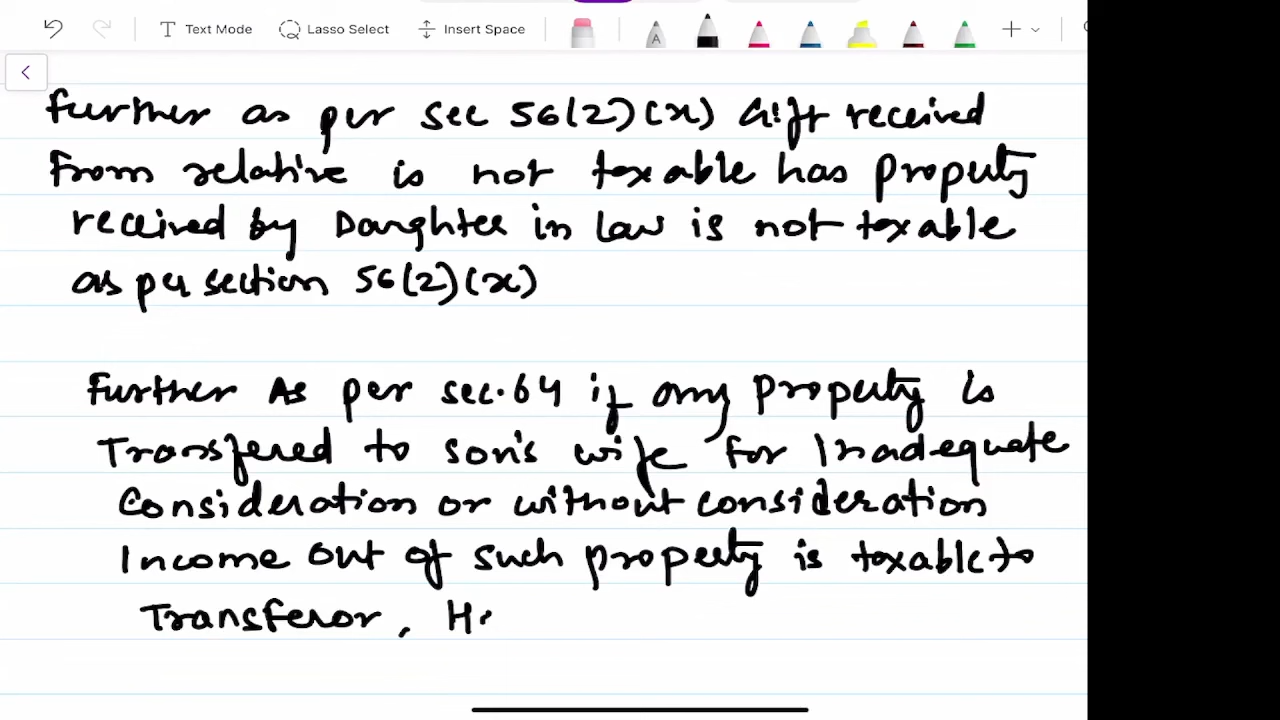 Text Mode Lasso Select Insert Space
A
further as per sec 56(2)(x) Gift received
from relative is not taxable has property
received by Daughter in law is not taxable
as per section 56(2)(x)
Further As per sec.64 if any property is
Transfered to son's wife for Inadequate
Consideration or without consideration
Income out of such property is taxable to
Transferor, H